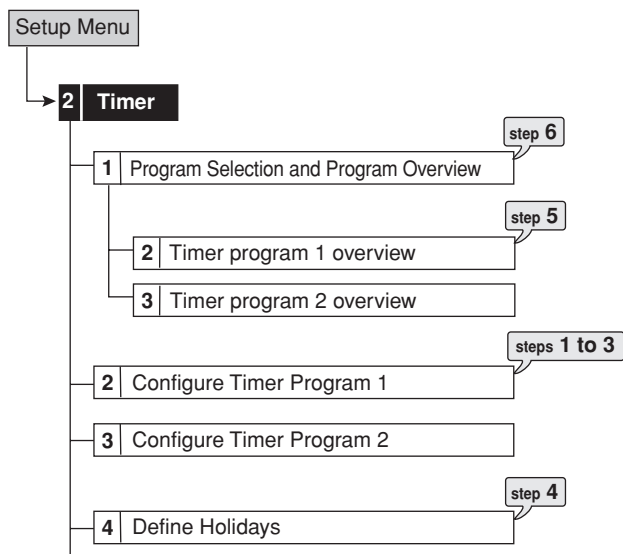 Setup Menu
2 Timer
step 6
1 Program Selection and Program Overview
step 5
2 Timer program 1 overview
3 Timer program 2 overview
steps 1 to 3
2 Configure Timer Program 1
3 Configure Timer Program 2
step 4
4 Define Holidays